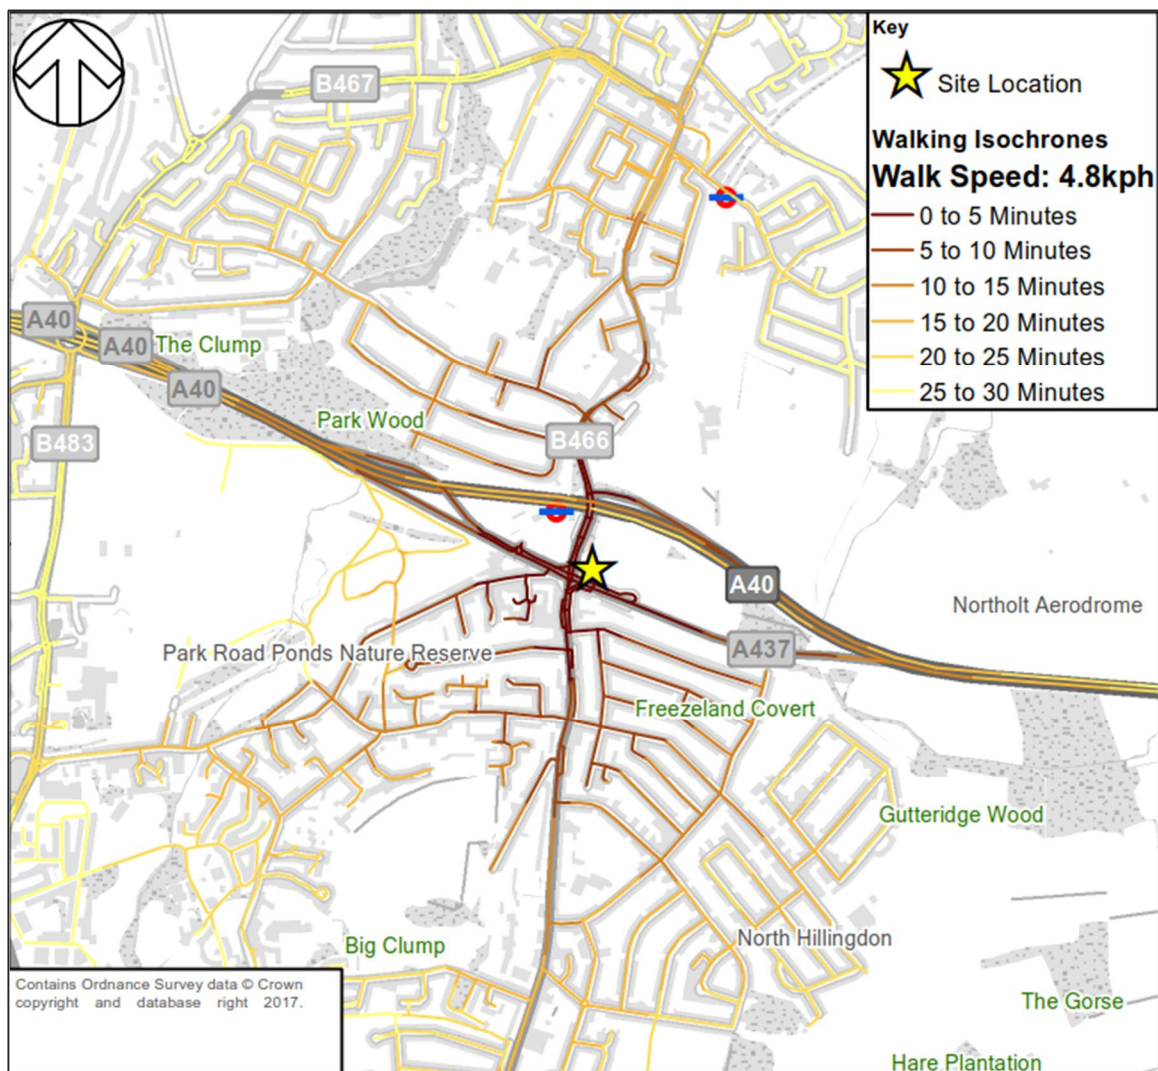 Key
Site Location
Walking Isochrones
Walk Speed: 4.8kph
0 to 5 Minutes
5 to 10 Minutes
10 to 15 Minutes
15 to 20 Minutes
20 to 25 Minutes
25 to 30 Minutes
B467
A40
A40
The Clump
A40
Park Wood
B483
B466
A40
Northolt Aerodrome
Park Road Ponds Nature Reserve
A437
Freezeland Covert
Gutteridge Wood
North Hillingdon
Big Clump
Contains Ordnance Survey data © Crown
copyright and database right 2017.
The Gorse
Hare Plantation